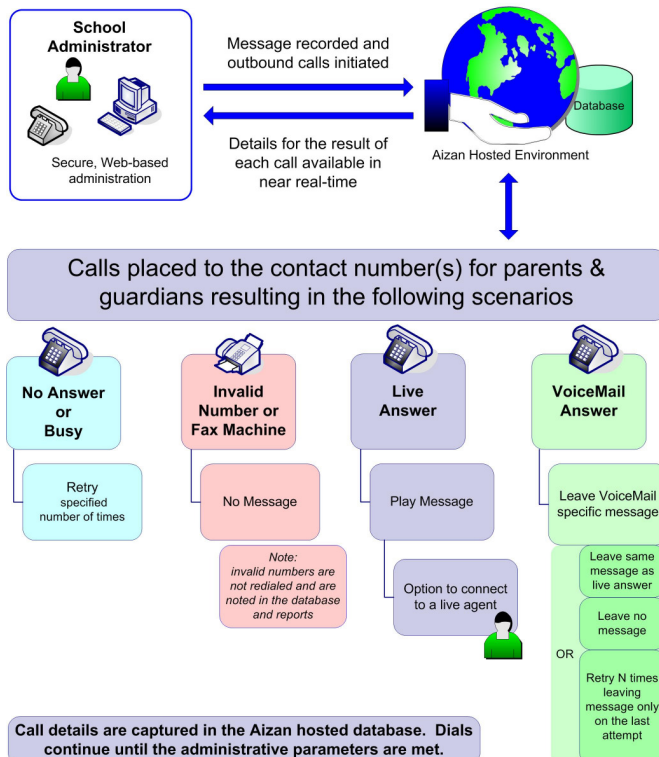 School
Administrator
Secure, Web-based
administration
Message recorded and
outbound calls initiated
Details for the result of
each call available in
near real-time
Database
Aizan Hosted Environment
Calls placed to the contact number(s) for parents &
guardians resulting in the following scenarios
No Answer
or
Busy
Retry
specified
number of times
Invalid
Number or
Fax Machine
No Message
Note:
invalid numbers are
not redialed and are
noted in the database
and reports
Live
Answer
Play Message
Option to connect
to a live agent
VoiceMail
Answer
Leave VoiceMail
specific message
OR
Leave same
message as
live answer
Leave no
message
Retry N times
leaving
message only
on the last
attempt
Call details are captured in the Aizan hosted database. Dials
continue until the administrative parameters are met.